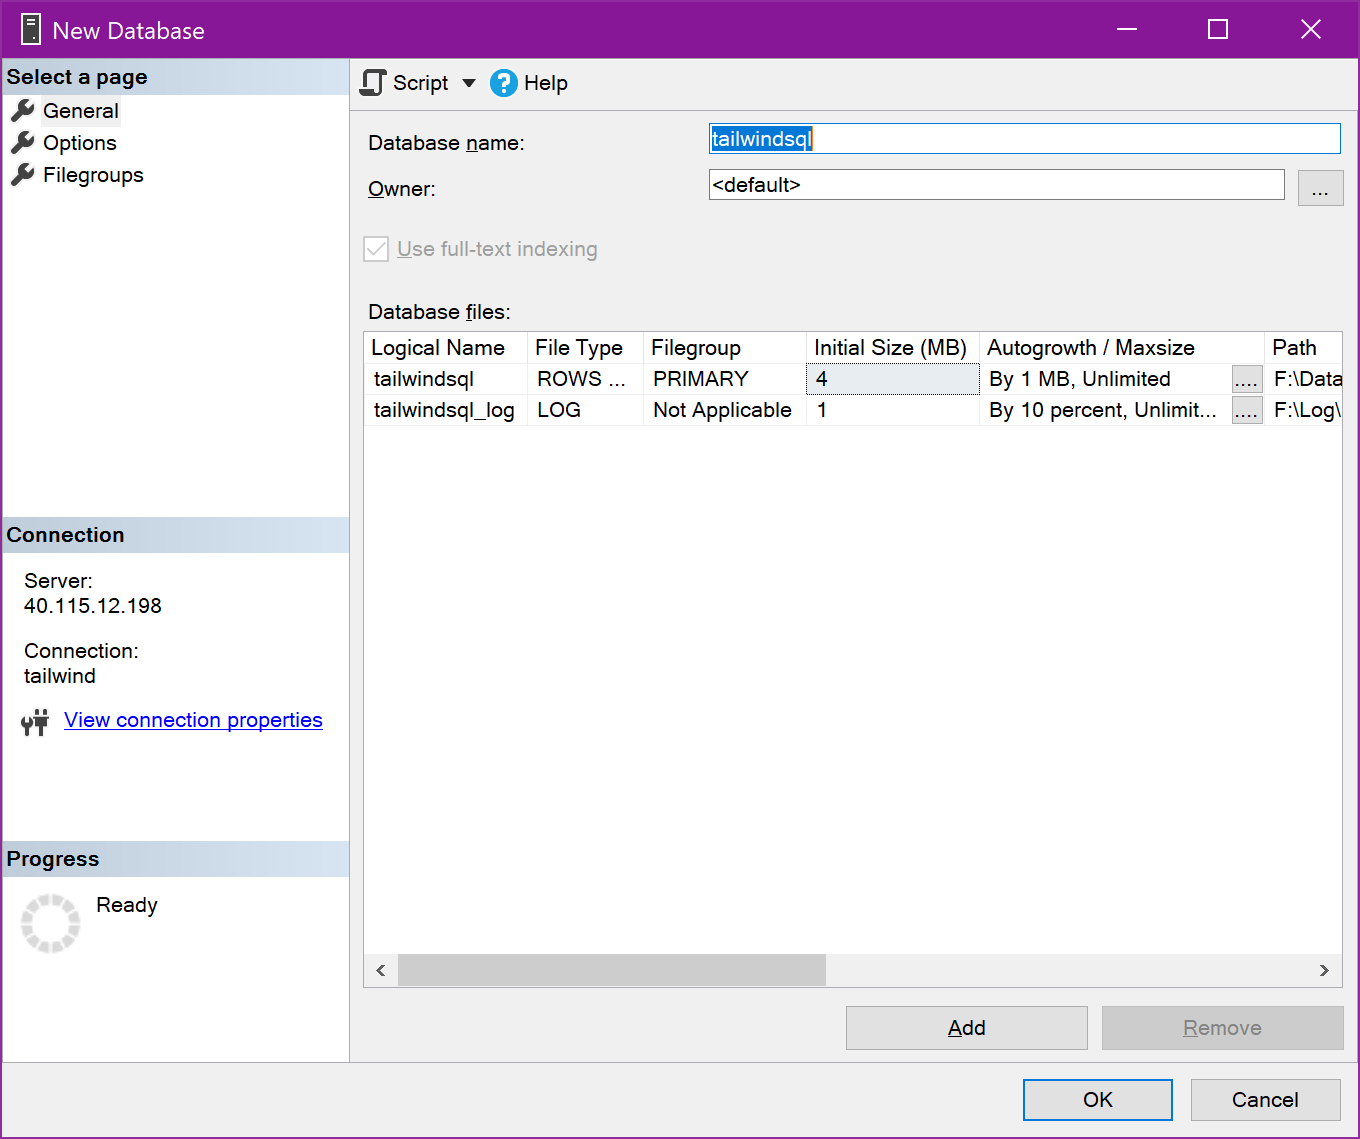 New Database
Select a page
General
Options
Filegroups
Script
Help
Database name:
tailwindsql
Owner:
<default>
...
Use full-text indexing
Database files:
Logical Name File Type Filegroup Initial Size (MB) Autogrowth / Maxsize Path
tailwindsql ROWS ... PRIMARY 4 By 1 MB, Unlimited .... F:\Data
tailwindsql_log LOG Not Applicable 1 By 10 percent, Unlimit... .... F:\Log\
Connection
Server:
40.115.12.198
Connection:
tailwind
View connection properties
Progress
Ready
Add
Remove
OK
Cancel